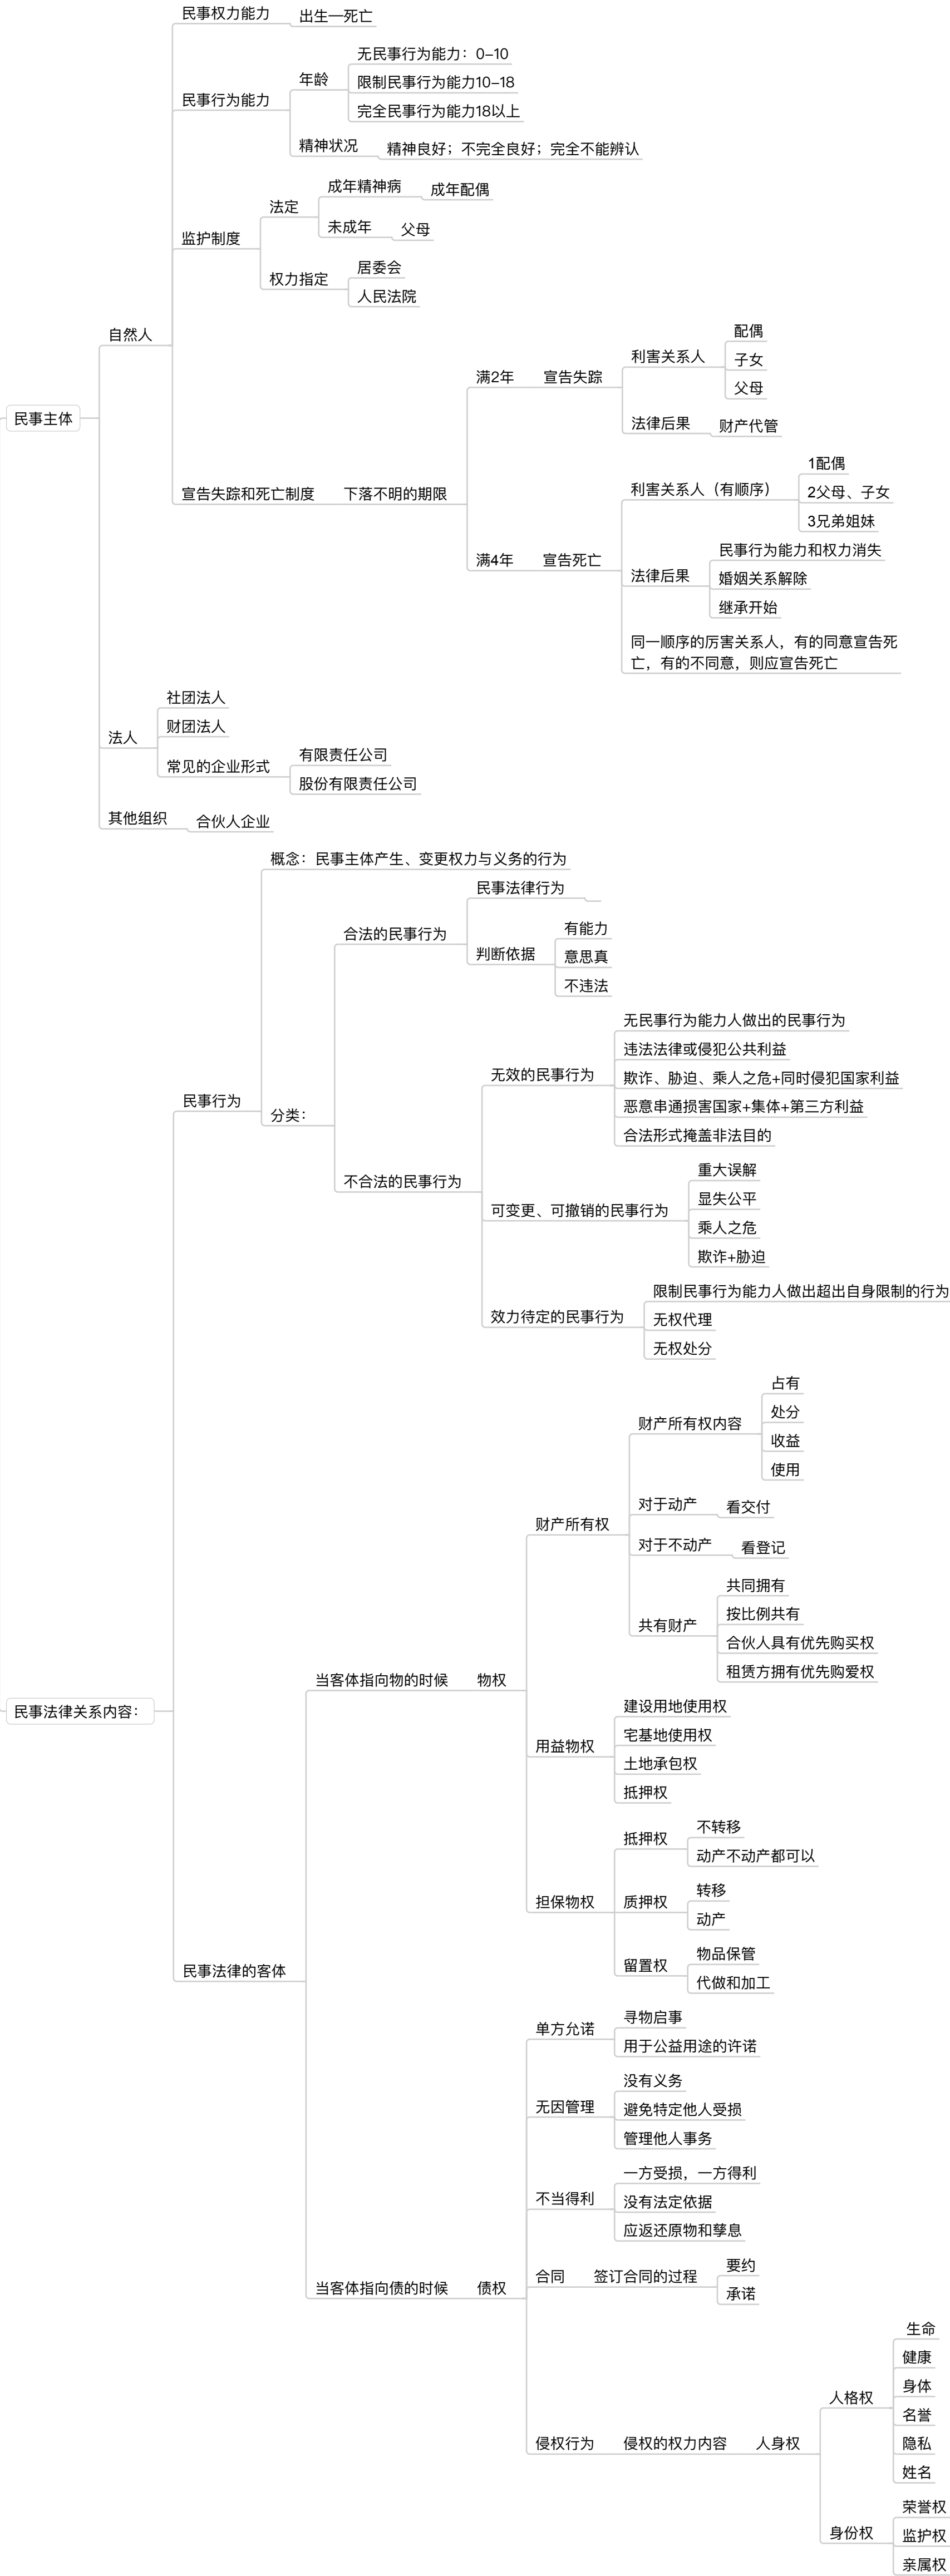 民事权力能力
出生—死亡
民事行为能力
年龄
无民事行为能力：0-10
限制民事行为能力10-18
完全民事行为能力18以上
精神状况
精神良好；不完全良好；完全不能辨认
监护制度
法定
成年精神病
成年配偶
未成年
父母
权力指定
居委会
人民法院
自然人
民事主体
宣告失踪和死亡制度
下落不明的期限
满2年
宣告失踪
利害关系人
配偶
子女
父母
法律后果
财产代管
满4年
宣告死亡
利害关系人（有顺序）
1配偶
2父母、子女
3兄弟姐妹
法律后果
民事行为能力和权力消失
婚姻关系解除
继承开始
同一顺序的厉害关系人，有的同意宣告死
亡，有的不同意，则应宣告死亡
法人
社团法人
财团法人
常见的企业形式
有限责任公司
股份有限责任公司
其他组织
合伙人企业
民事法律关系内容：
民事行为
概念：民事主体产生、变更权力与义务的行为
分类：
合法的民事行为
民事法律行为
判断依据
有能力
意思真
不违法
不合法的民事行为
无效的民事行为
无民事行为能力人做出的民事行为
违法法律或侵犯公共利益
欺诈、胁迫、乘人之危+同时侵犯国家利益
恶意串通损害国家+集体+第三方利益
合法形式掩盖非法目的
可变更、可撤销的民事行为
重大误解
显失公平
乘人之危
欺诈+胁迫
效力待定的民事行为
限制民事行为能力人做出超出自身限制的行为
无权代理
无权处分
民事法律的客体
当客体指向物的时候
物权
财产所有权
财产所有权内容
占有
处分
收益
使用
对于动产
看交付
对于不动产
看登记
共有财产
共同拥有
按比例共有
合伙人具有优先购买权
租赁方拥有优先购爱权
用益物权
建设用地使用权
宅基地使用权
土地承包权
抵押权
担保物权
抵押权
不转移
动产不动产都可以
质押权
转移
动产
留置权
物品保管
代做和加工
当客体指向债的时候
债权
单方允诺
寻物启事
用于公益用途的许诺
无因管理
没有义务
避免特定他人受损
管理他人事务
不当得利
一方受损，一方得利
没有法定依据
应返还原物和孳息
合同
签订合同的过程
要约
承诺
侵权行为
侵权的权力内容
人身权
人格权
生命
健康
身体
名誉
隐私
姓名
身份权
荣誉权
监护权
亲属权